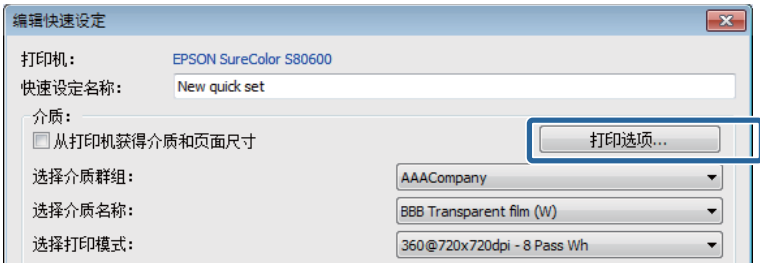 编辑快速设定
打印机： EPSON SureColor S80600
快速设定名称： New quick set
介质：
从打印机获得介质和页面尺寸 打印选项...
选择介质群组： AAACompany
选择介质名称： BBB Transparent film (W)
选择打印模式： 360@720x720dpi - 8 Pass Wh